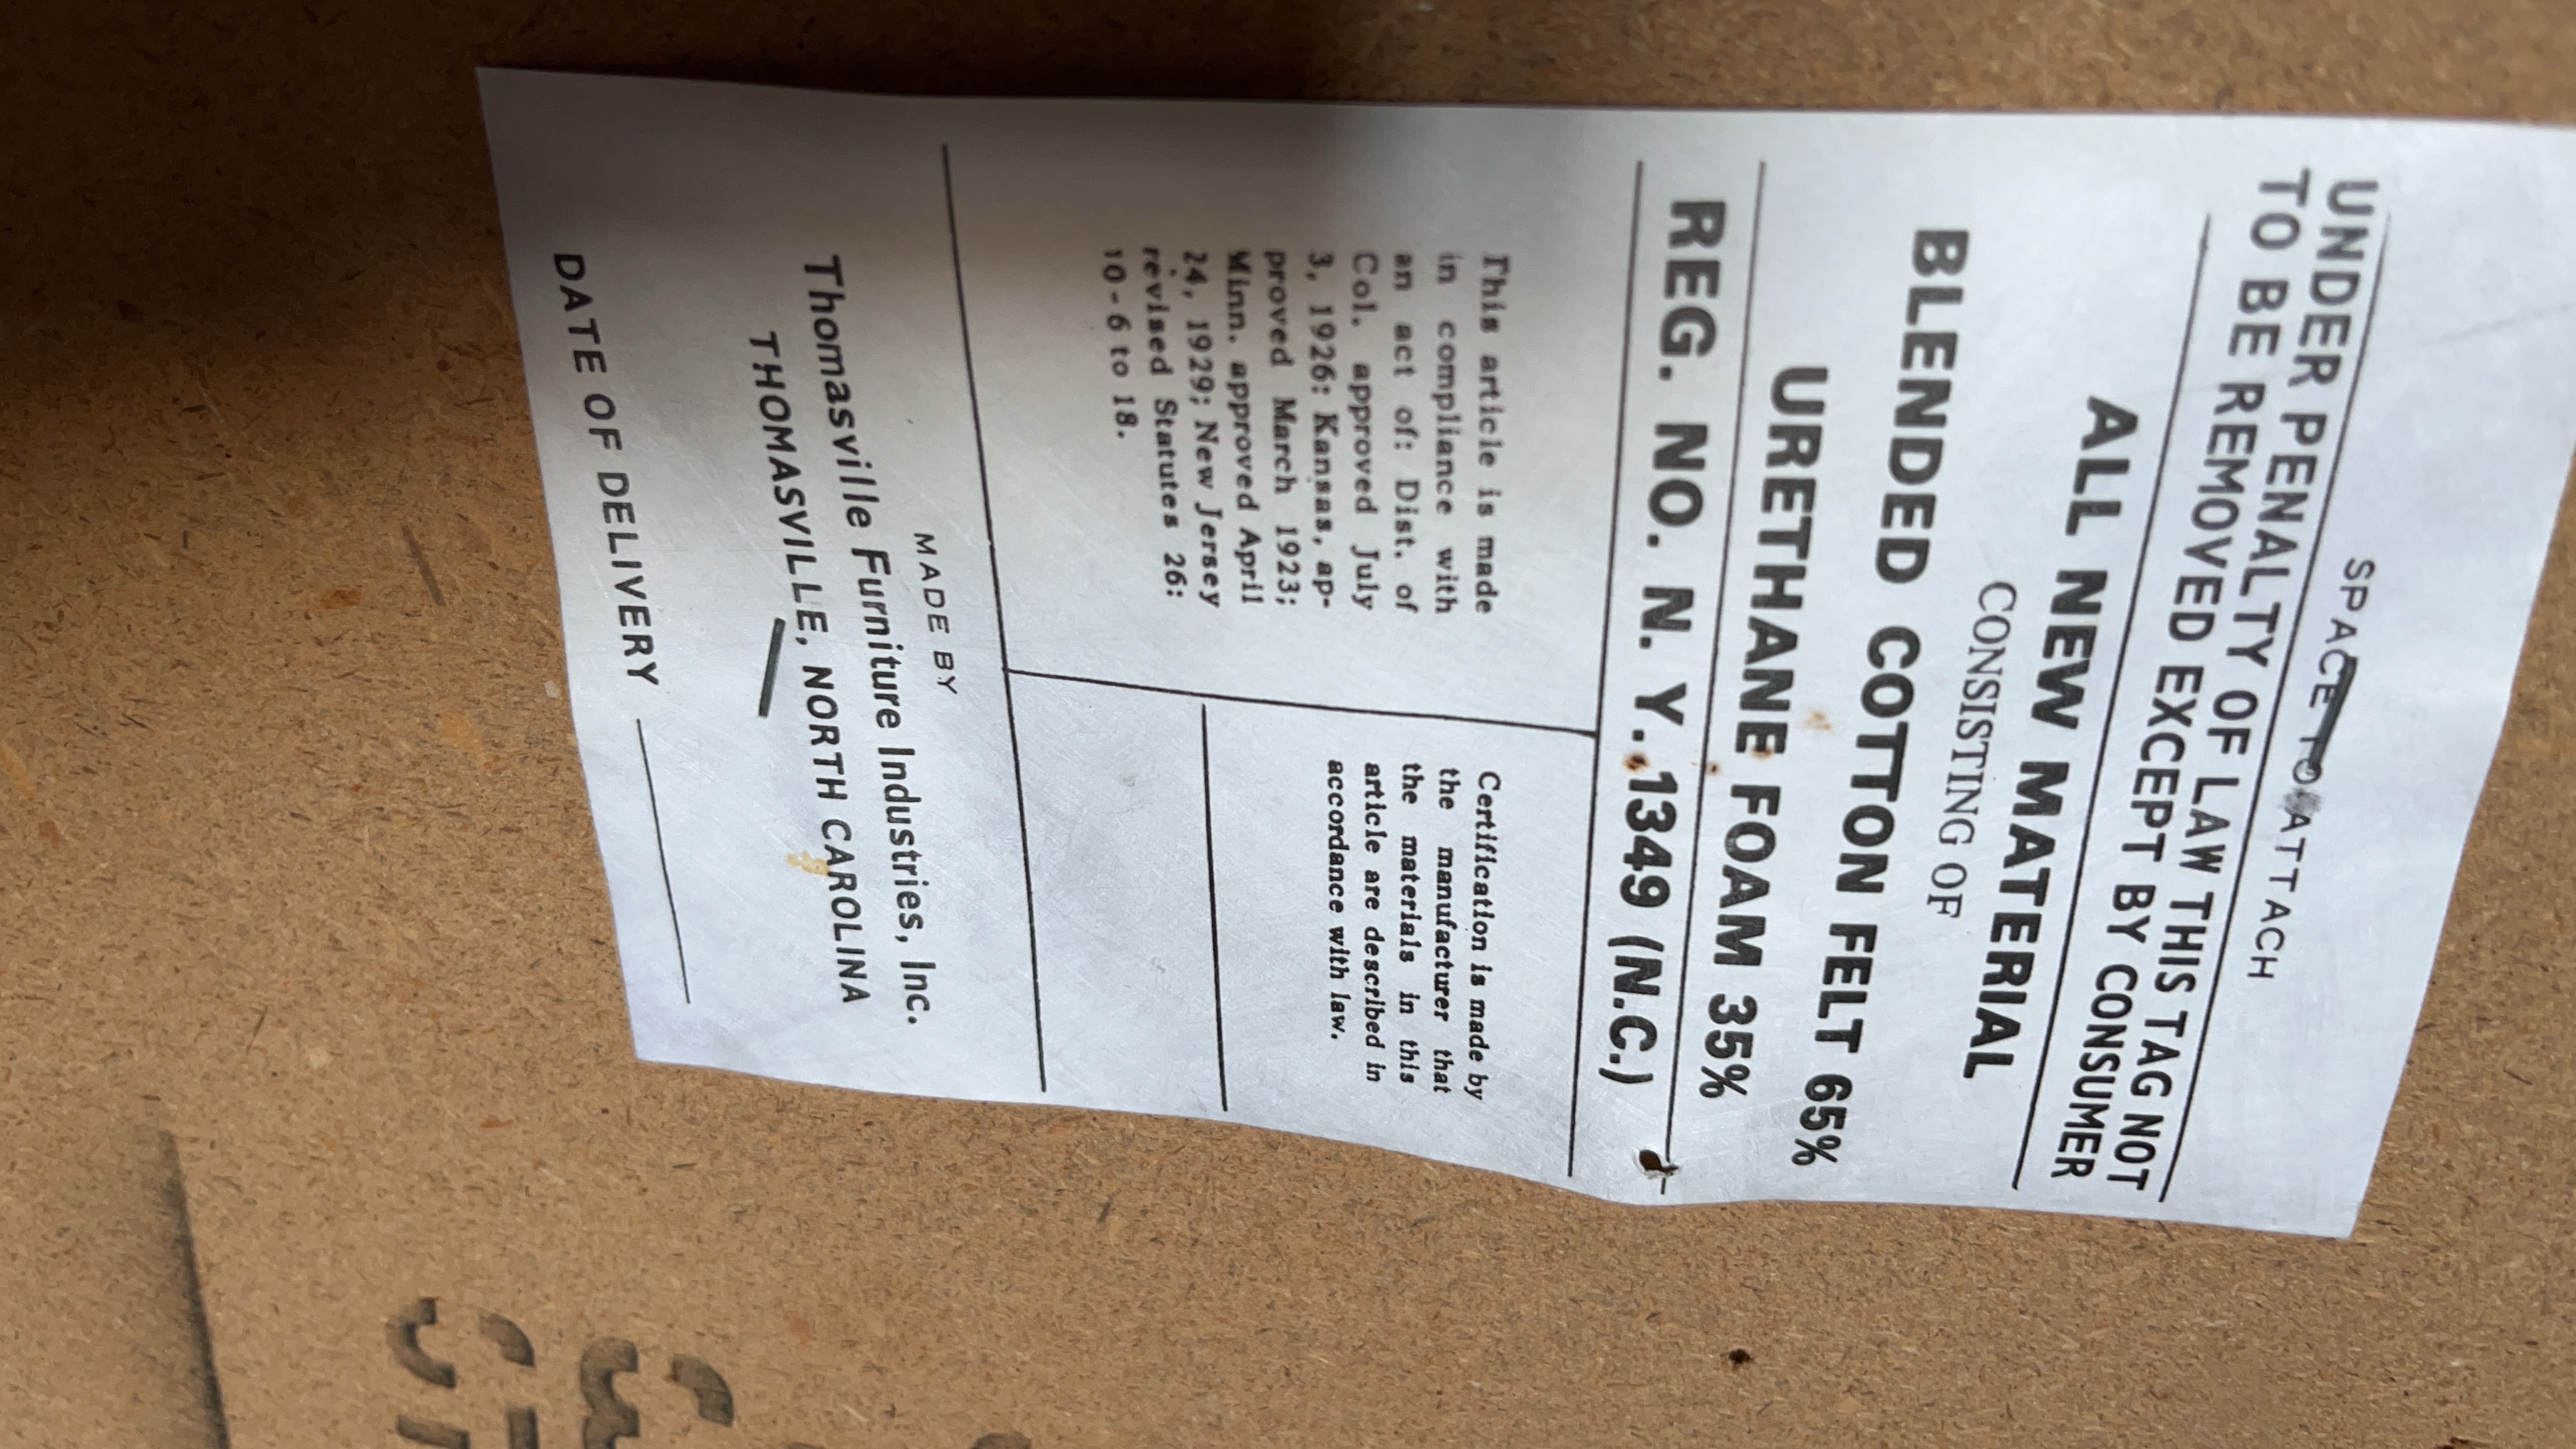 SPACE TO ATTACH
UNDER PENALTY OF LAW THIS TAG NOT
TO BE REMOVED EXCEPT BY CONSUMER
ALL NEW MATERIAL
CONSISTING OF
BLENDED COTTON FELT 65%
URETHANE FOAM 35%
REG. NO. N. Y. 1349 (N.C.)
This article is made
in compliance with
an act of: Dist. of
Col. approved July
3, 1926: Kansas, ap-
proved March 1923;
Minn. approved April
24, 1929; New Jersey
revised Statutes 26:
10-6 to 18.
Certification is made by
the manufacturer that
the materials in this
article are described in
accordance with law.
MADE BY
Thomasville Furniture Industries, Inc.
THOMASVILLE, NORTH CAROLINA
DATE OF DELIVERY